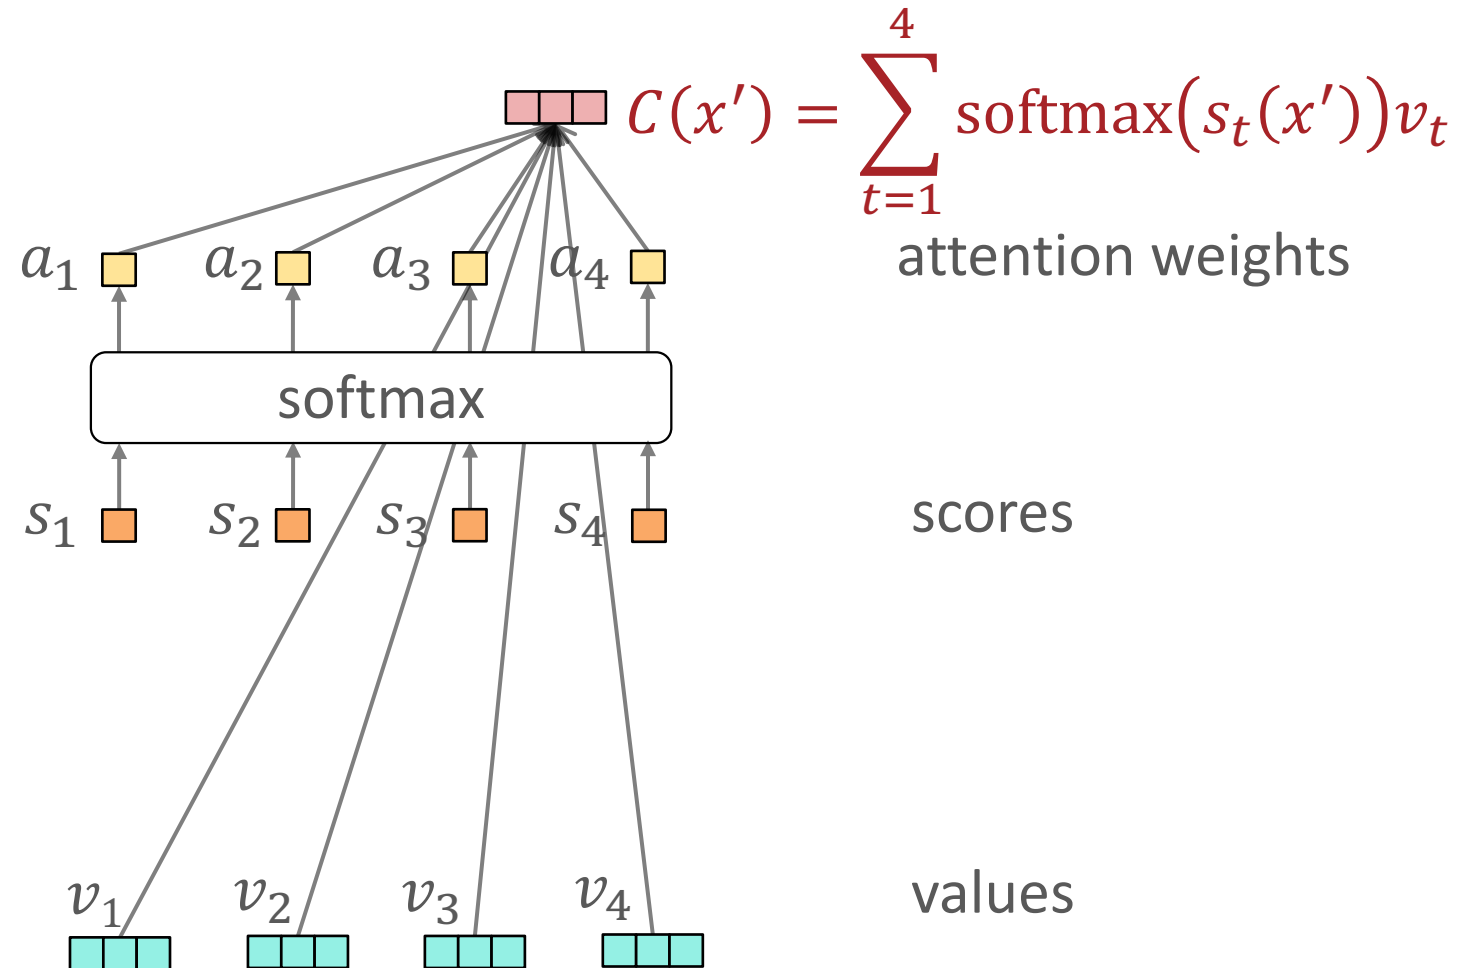 C(x′) = ∑_{t=1}^{4} softmax(s_t(x′))v_t
a₁ a₂ a₃ a₄ attention weights
softmax
s₁ s₂ s₃ s₄ scores
v₁ v₂ v₃ v₄ values